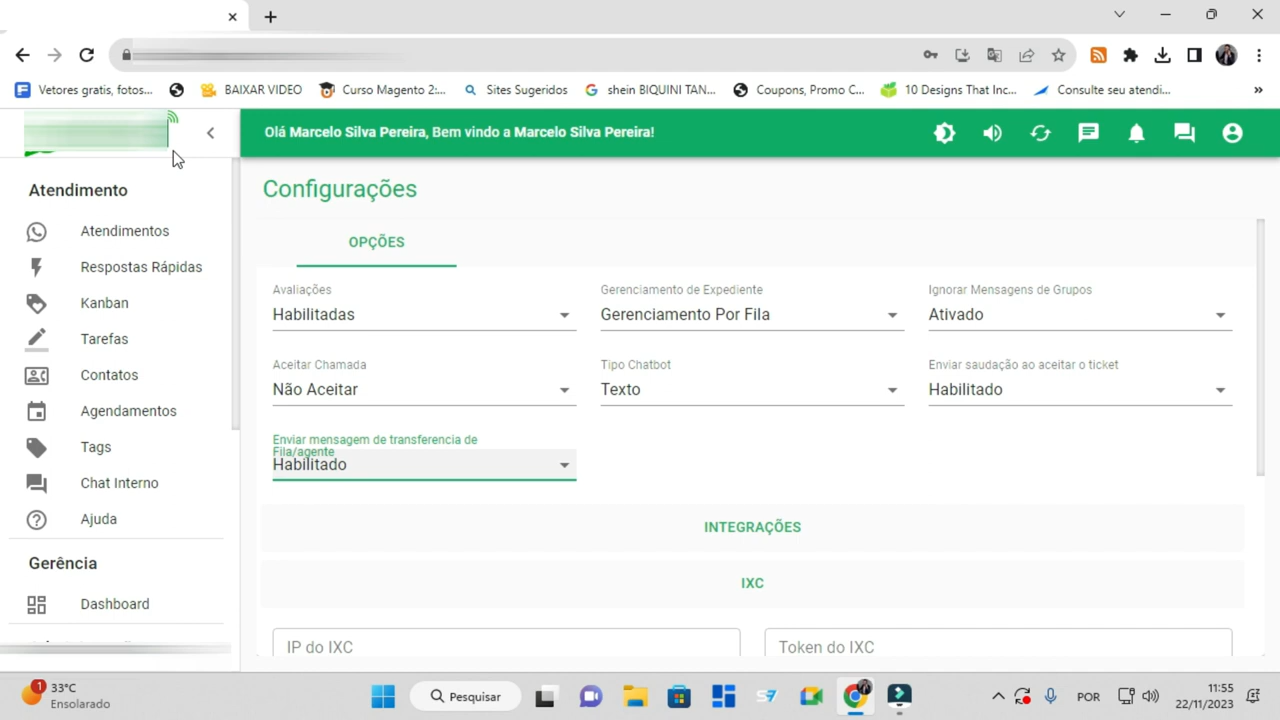 Vetores gratis, fotos...
BAIXAR VIDEO
Curso Magento 2:...
Sites Sugeridos
shein BIQUINI TAN...
Coupons, Promo C...
10 Designs That Inc...
Consulte seu atendi...
Olá Marcelo Silva Pereira, Bem vindo a Marcelo Silva Pereira!
Atendimento
Atendimentos
Respostas Rápidas
Kanban
Tarefas
Contatos
Agendamentos
Tags
Chat Interno
Ajuda
Gerência
Dashboard
Configurações
OPÇÕES
Avaliações
Habilitadas
Gerenciamento de Expediente
Gerenciamento Por Fila
Ignorar Mensagens de Grupos
Ativado
Aceitar Chamada
Não Aceitar
Tipo Chatbot
Texto
Enviar saudação ao aceitar o ticket
Habilitado
Enviar mensagem de transferencia de
Fila/agente
Habilitado
INTEGRAÇÕES
IXC
IP do IXC
Token do IXC
1
33°C
Ensolarado
Pesquisar
POR
11:55
22/11/2023